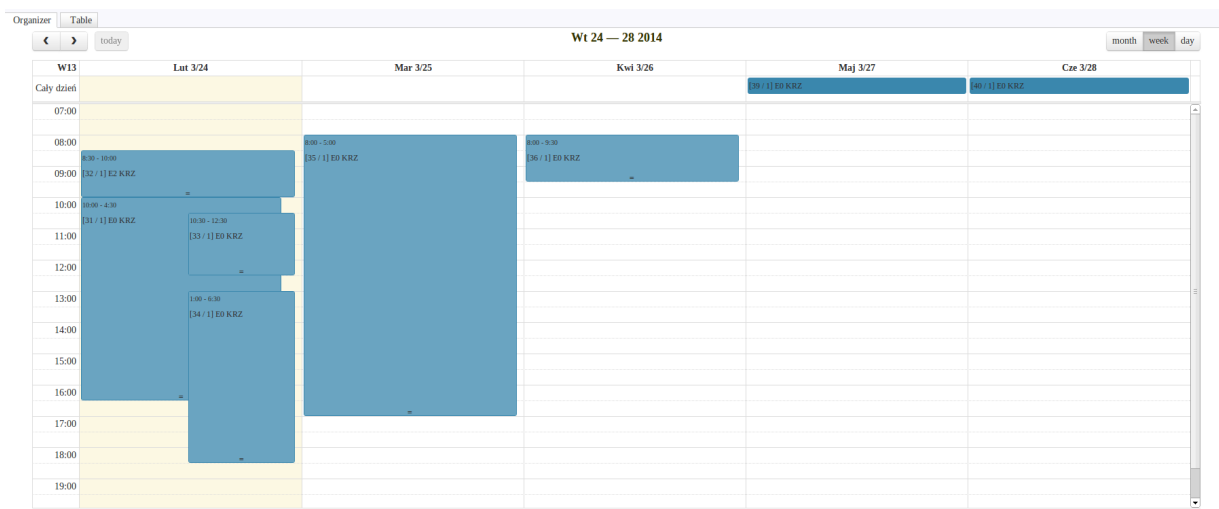 Organizer Table
today
Wt 24 — 28 2014
month week day
W13 Lut 3/24 Mar 3/25 Kwi 3/26 Maj 3/27 Cze 3/28
Cały dzień [39 / 1] E0 KRZ [40 / 1] E0 KRZ
07:00
08:00 8:00 - 5:00 8:00 - 9:30
8:30 - 10:00 [35 / 1] E0 KRZ [36 / 1] E0 KRZ
09:00 [32 / 1] E2 KRZ
10:00 10:00 - 4:30
[31 / 1] E0 KRZ 10:30 - 12:30
11:00 [33 / 1] E0 KRZ
12:00
13:00 1:00 - 6:30
[34 / 1] E0 KRZ
14:00
15:00
16:00
17:00
18:00
19:00